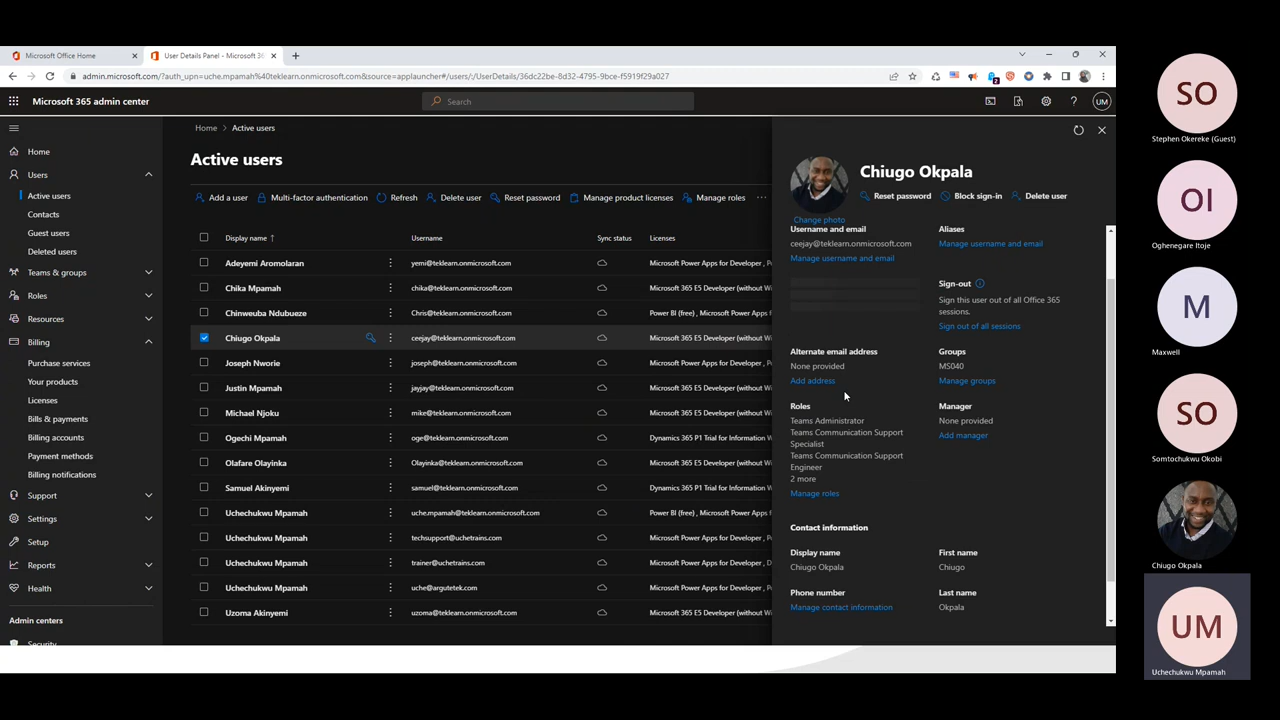 Microsoft Office Home
User Details Panel - Microsoft 36
admin.microsoft.com/?auth_upn=uche.mpamah%40teklearn.onmicrosoft.com&source=applauncher#/users/:/UserDetails/36dc22be-8d32-4795-9bce-f5919f29a027
Microsoft 365 admin center
Search
UM
Home
Users
Active users
Contacts
Guest users
Deleted users
Teams & groups
Roles
Resources
Billing
Purchase services
Your products
Licenses
Bills & payments
Billing accounts
Payment methods
Billing notifications
Support
Settings
Setup
Reports
Health
Admin centers
Security
Home > Active users
Active users
Add a user Multi-factor authentication Refresh Delete user Reset password Manage product licenses Manage roles ...
Display name ↑ Username Sync status Licenses
Adeyemi Aromolaran yemi@teklearn.onmicrosoft.com Microsoft Power Apps for Developer , P
Chika Mpamah chika@teklearn.onmicrosoft.com Microsoft 365 E5 Developer (without Wi
Chinweuba Ndubueze Chris@teklearn.onmicrosoft.com Power BI (free) , Microsoft 365 E5 Devel
Chiugo Okpala ceejay@teklearn.onmicrosoft.com Microsoft 365 E5 Developer (without Wi
Joseph Nworie joseph@teklearn.onmicrosoft.com Microsoft Power Apps for Developer , P
Justin Mpamah jayjay@teklearn.onmicrosoft.com Microsoft 365 E5 Developer (without Wi
Michael Njoku mike@teklearn.onmicrosoft.com Microsoft 365 E5 Developer (without Wi
Ogechi Mpamah oge@teklearn.onmicrosoft.com Dynamics 365 P1 Trial for Information W
Olafare Olayinka Olayinka@teklearn.onmicrosoft.com Microsoft 365 E5 Developer (without Wi
Samuel Akinyemi samuel@teklearn.onmicrosoft.com Dynamics 365 P1 Trial for Information W
Uchechukwu Mpamah uche.mpamah@teklearn.onmicrosoft.com Power BI (free) , Microsoft Power Apps f
Uchechukwu Mpamah techsupport@uchetrains.com Microsoft Power Apps for Developer , P
Uchechukwu Mpamah trainer@uchetrains.com Microsoft Power Apps for Developer , D
Uchechukwu Mpamah uche@argutetek.com Microsoft Power Apps for Developer , P
Uzoma Akinyemi uzoma@teklearn.onmicrosoft.com Microsoft 365 E5 Developer (without Wi
Chiugo Okpala
Reset password Block sign-in Delete user
Change photo
Username and email
ceejay@teklearn.onmicrosoft.com
Manage username and email
Aliases
Manage username and email
Sign-out
Sign this user out of all Office 365
sessions.
Sign out of all sessions
Alternate email address
None provided
Add address
Groups
MS040
Manage groups
Roles
Teams Administrator
Teams Communication Support
Specialist
Teams Communication Support
Engineer
2 more
Manage roles
Manager
None provided
Add manager
Contact information
Display name
Chiugo Okpala
First name
Chiugo
Phone number
Manage contact information
Last name
Okpala
SO
Stephen Okereke (Guest)
OI
Oghenegare Itoje
M
Maxwell
SO
Somtochukwu Okobi
Chiugo Okpala
UM
Uchechukwu Mpamah